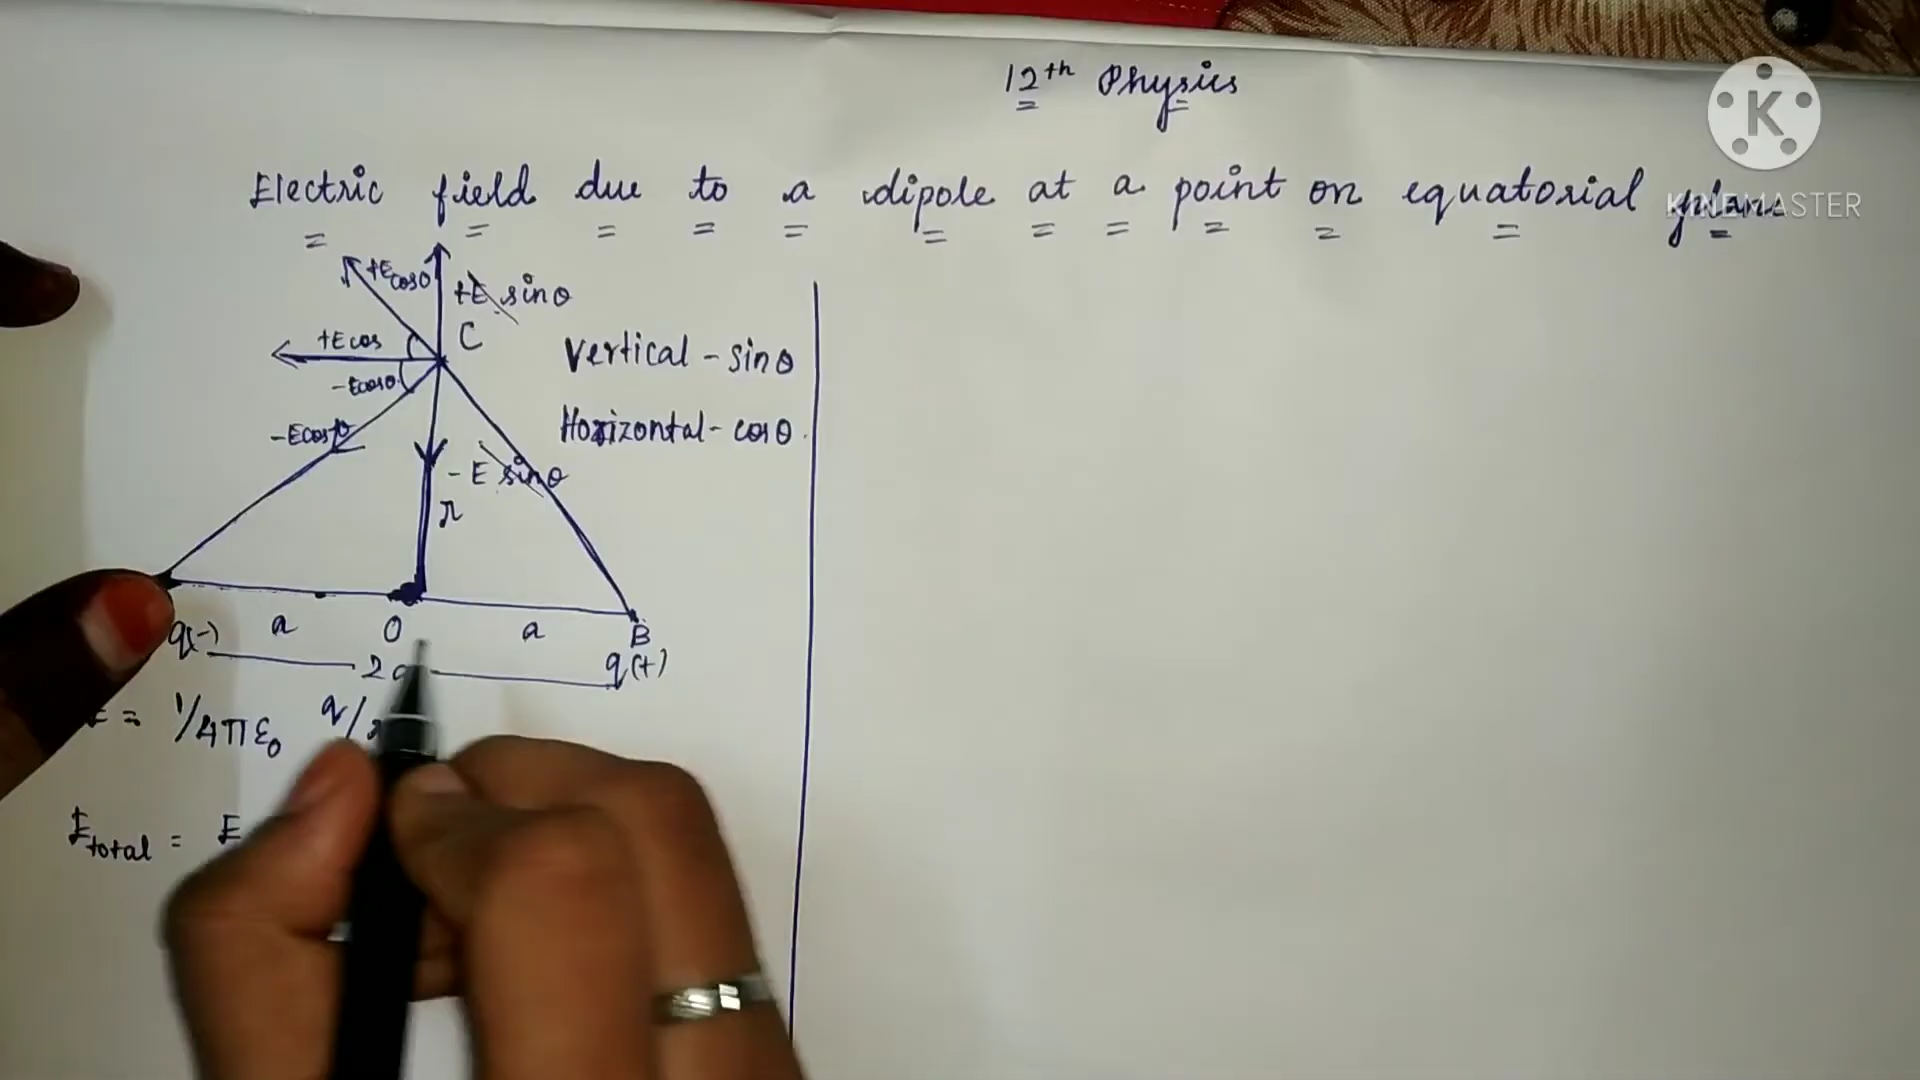 12th Physics
Electric field due to a dipole at a point on equatorial plane
K
KINEMASTER
+E cosθ
+E sinθ
C
+E cos
-E cosθ
Vertical - sinθ
-E cosθ
Horizontal - cosθ.
- E sinθ
r
a O a B
q(-) q(+)
2a
E = 1/4πε0 q/
Etotal = E